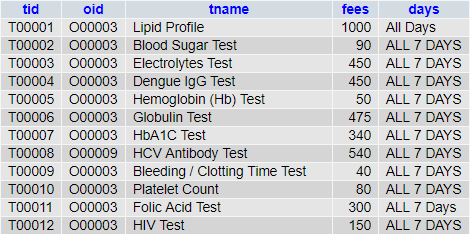 tid oid tname fees days
T00001 O00003 Lipid Profile 1000 All Days
T00002 O00003 Blood Sugar Test 90 ALL 7 DAYS
T00003 O00003 Electrolytes Test 450 ALL 7 DAYS
T00004 O00003 Dengue IgG Test 450 ALL 7 DAYS
T00005 O00003 Hemoglobin (Hb) Test 50 ALL 7 DAYS
T00006 O00003 Globulin Test 475 ALL 7 DAYS
T00007 O00003 HbA1C Test 340 ALL 7 DAYS
T00008 O00009 HCV Antibody Test 540 ALL 7 DAYS
T00009 O00003 Bleeding / Clotting Time Test 40 ALL 7 DAYS
T00010 O00003 Platelet Count 80 ALL 7 DAYS
T00011 O00003 Folic Acid Test 300 ALL 7 Days
T00012 O00003 HIV Test 150 ALL 7 DAYS